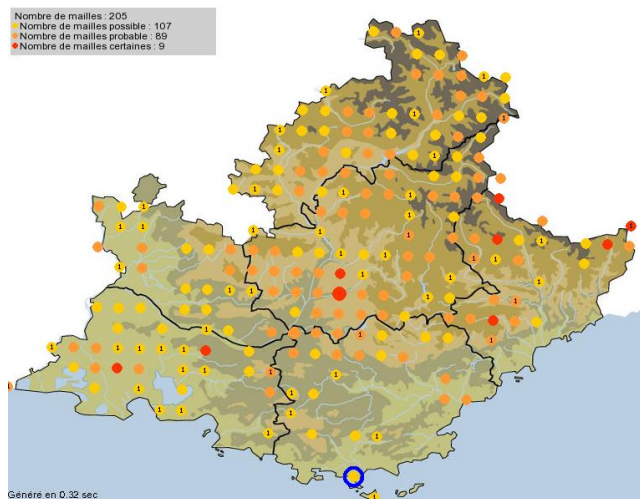 Nombre de mailles : 205
Nombre de mailles possible : 107
Nombre de mailles probable : 89
Nombre de mailles certaines : 9
Généré en 0.32 sec